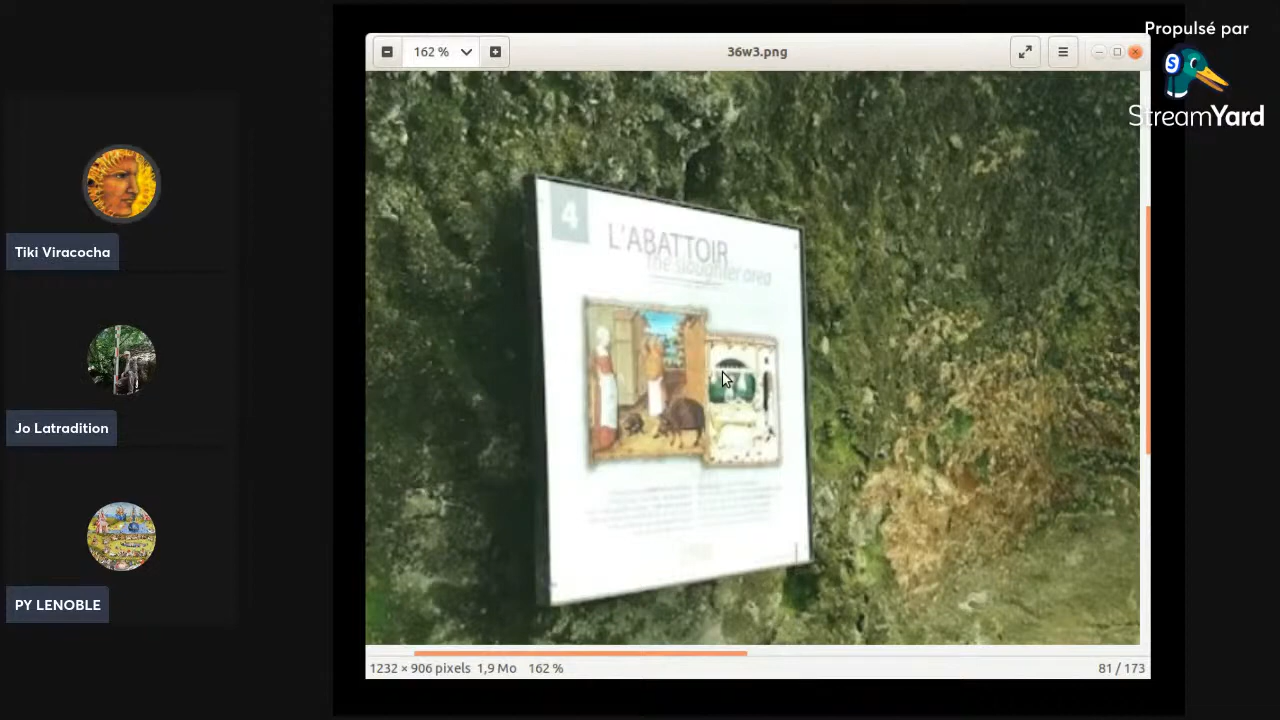 Propulsé par
StreamYard
162 %
36w3.png
4
L'ABATTOIR
The slaughter area
Tiki Viracocha
Jo Latradition
PY LENOBLE
1232 × 906 pixels 1,9 Mo 162 %
81 / 173